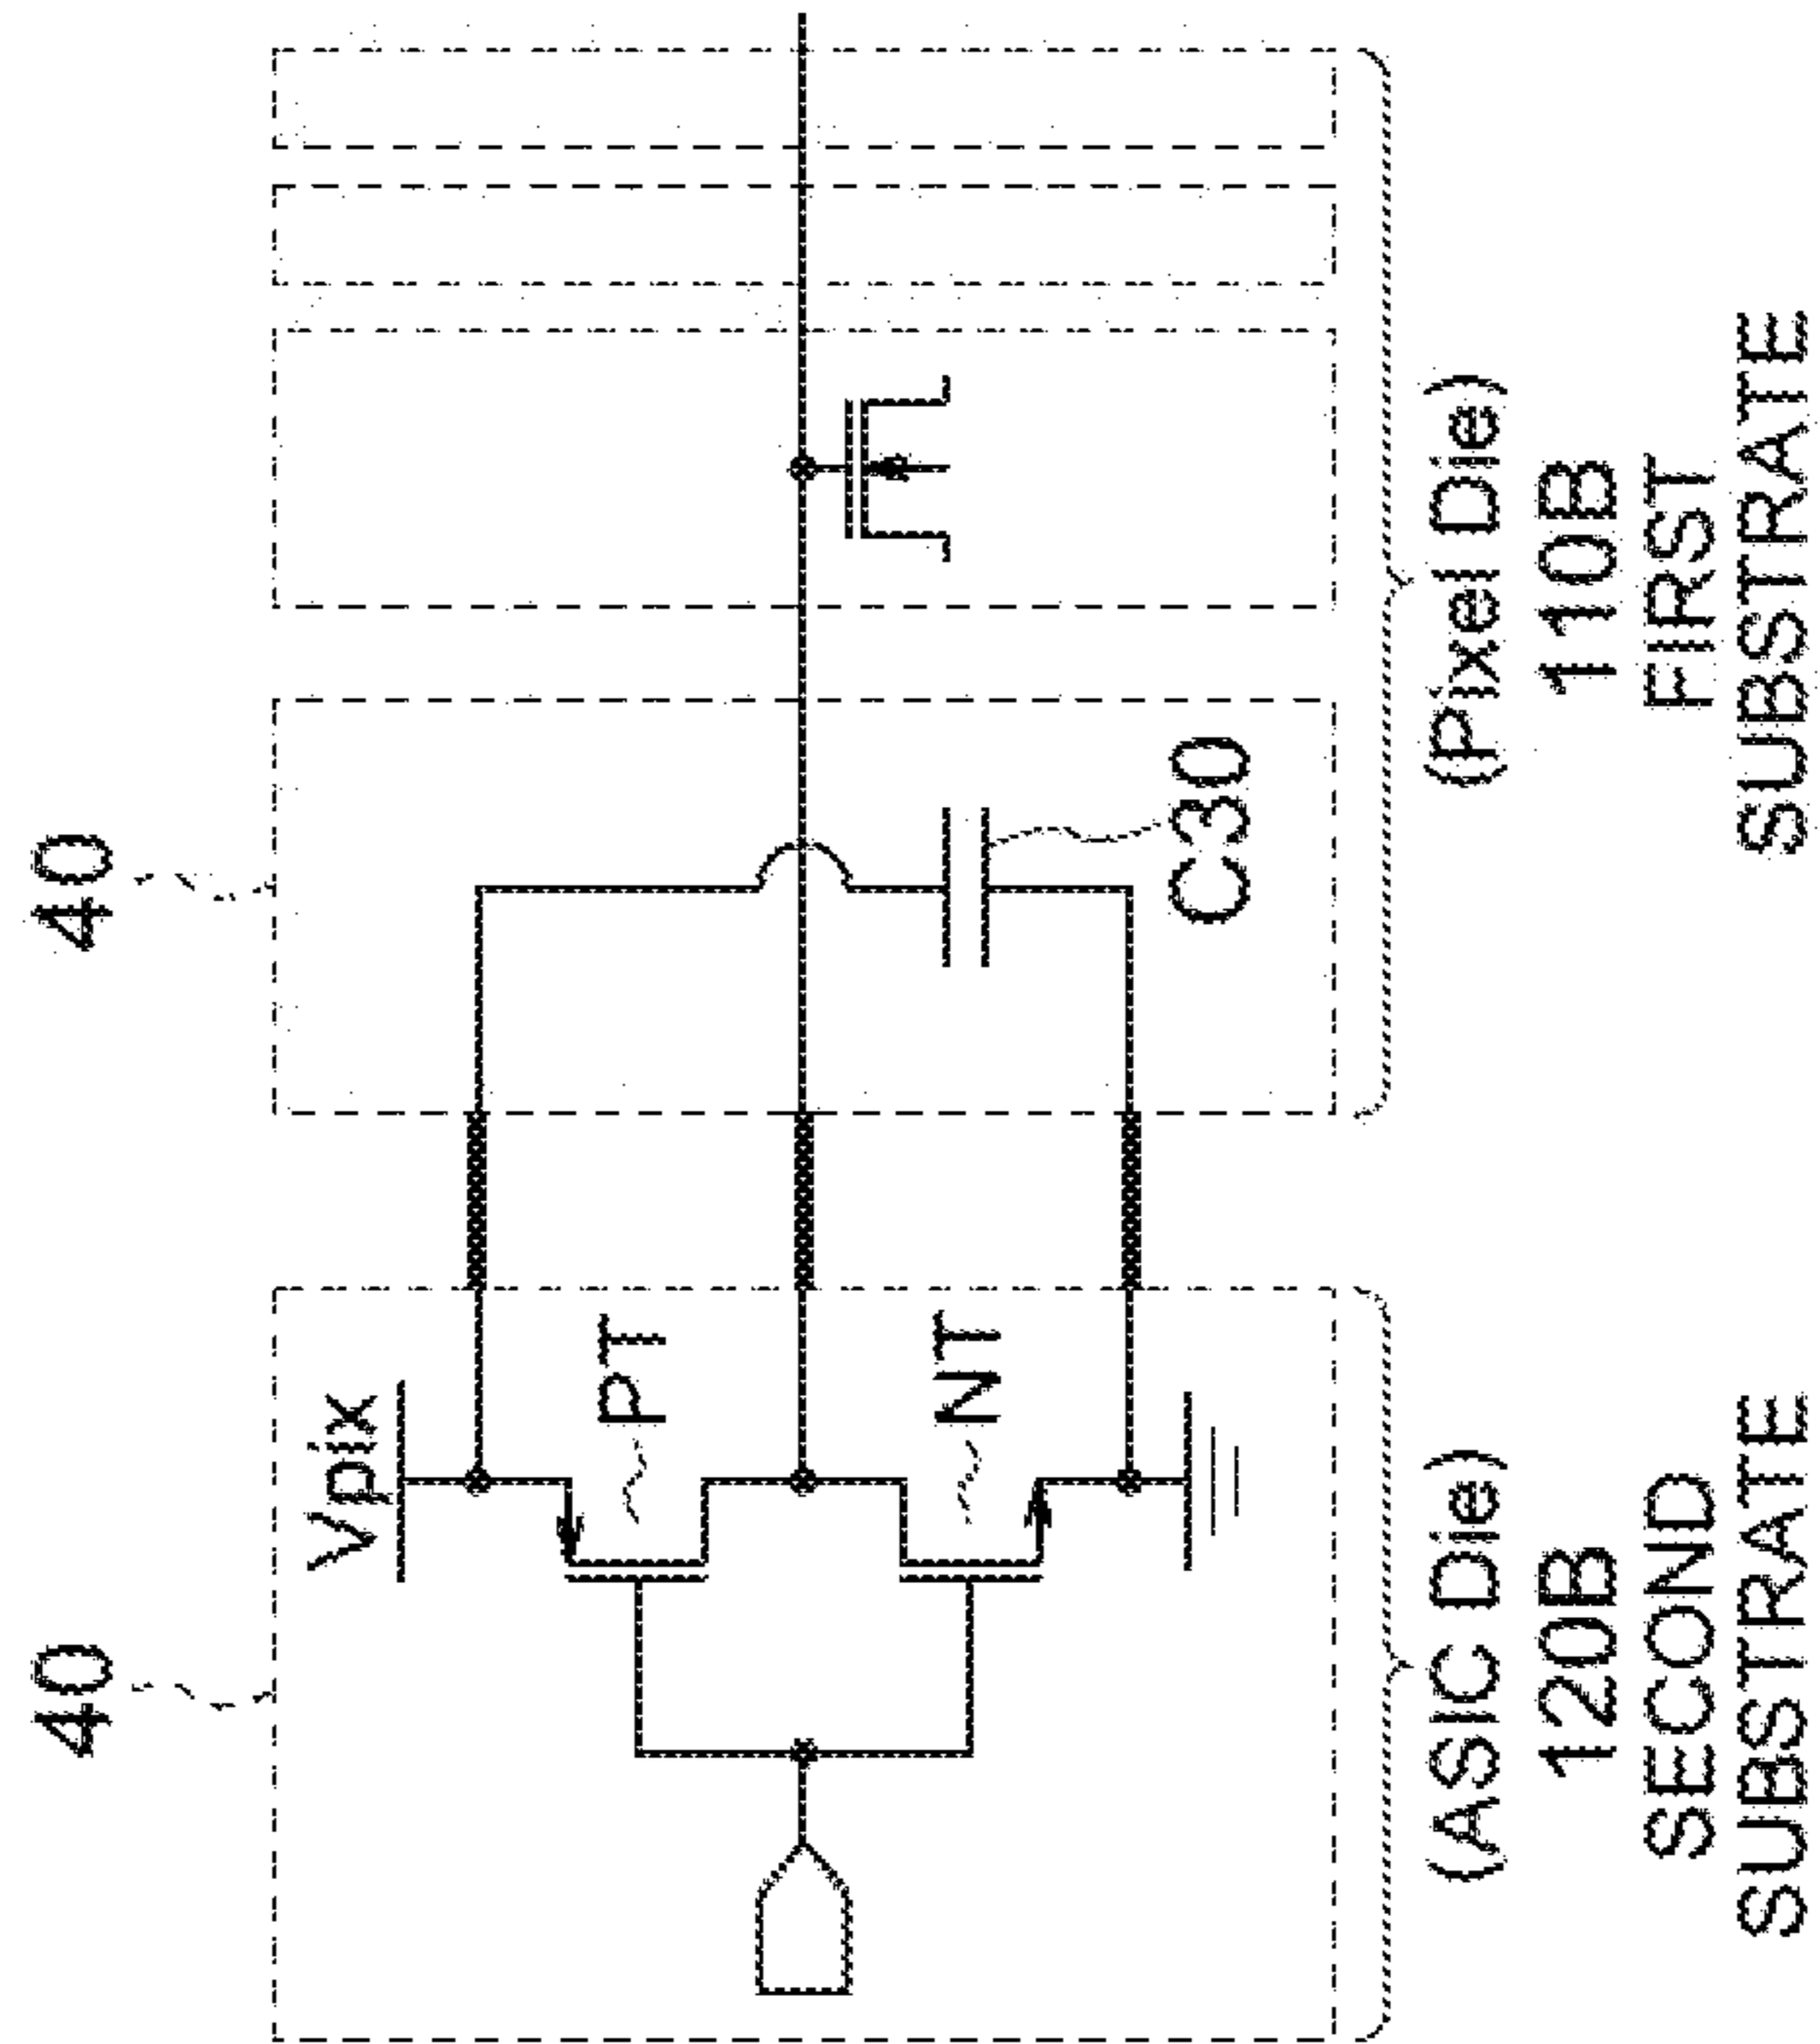 40
40
Vpix
PT
NT
C30
(ASIC Die)
120B
SECOND
SUBSTRATE
(Pixel Die)
110B
FIRST
SUBSTRATE